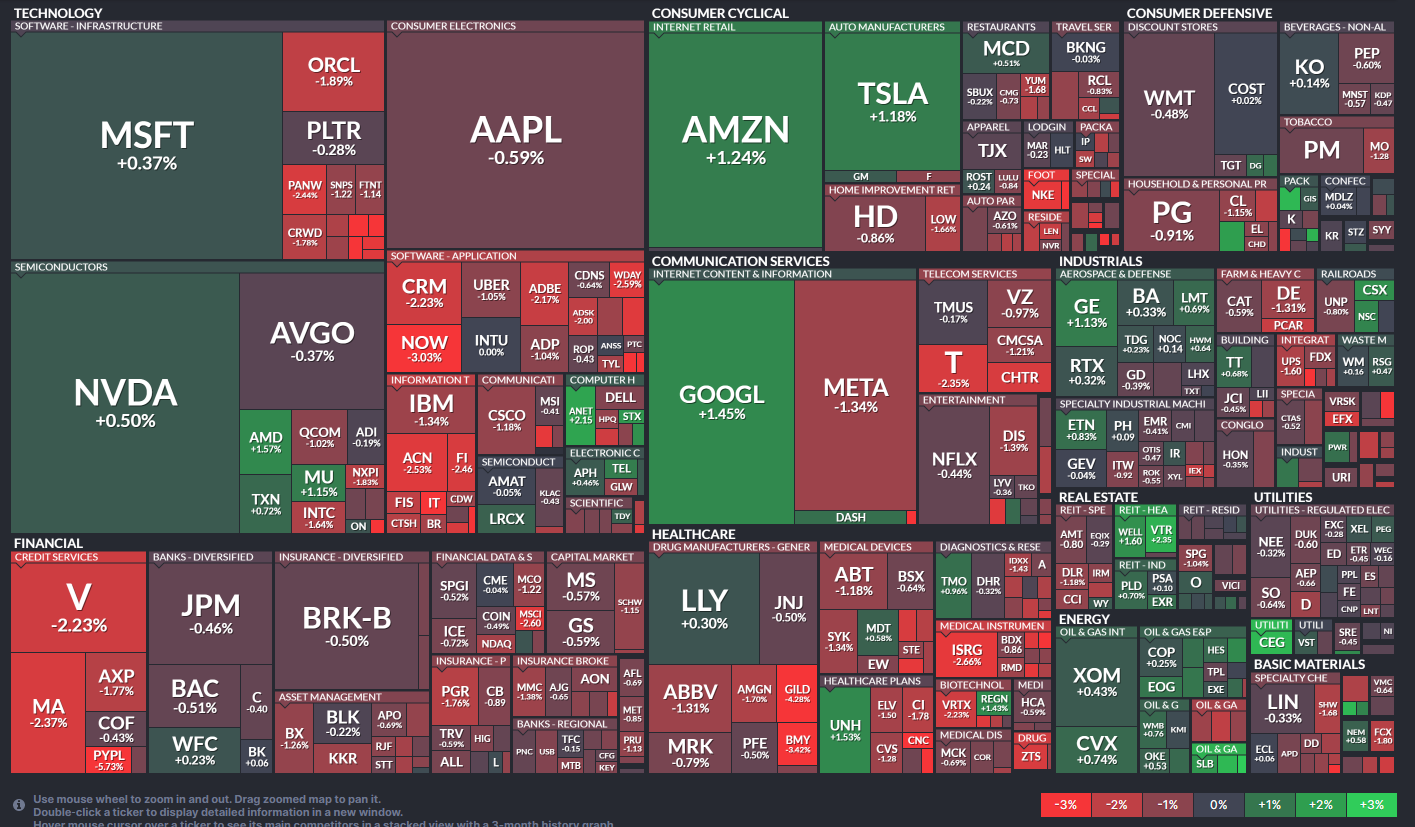 TECHNOLOGY
SOFTWARE - INFRASTRUCTURE
MSFT
+0.37%
ORCL
-1.89%
PLTR
-0.28%
PANW
-2.44%
SNPS
-1.22
FTNT
-1.14
CRWD
-1.78%
CONSUMER ELECTRONICS
AAPL
-0.59%
SEMICONDUCTORS
NVDA
+0.50%
AVGO
-0.37%
AMD
+1.57%
QCOM
-1.02%
ADI
-0.19%
TXN
+0.72%
MU
+1.15%
NXPI
-1.83%
INTC
-1.64%
ON
SOFTWARE - APPLICATION
CRM
-2.23%
UBER
-1.05%
ADBE
-2.17%
CDNS
-0.64%
WDAY
-2.59%
NOW
-3.03%
INTU
0.00%
ADP
-1.04%
ADSK
-2.00
ROP
-0.43
ANSS
PTC
TYL
INFORMATION T
IBM
-1.34%
ACN
-2.53%
FI
-2.46
FIS
IT
CDW
CTSH
BR
COMMUNICATI
CSCO
-1.18%
MSI
-0.41
SEMICONDUCT
AMAT
-0.05%
KLAC
-0.43
LRCX
COMPUTER H
ANET
+2.15
DELL
HPQ
STX
ELECTRONIC C
APH
+0.46%
TEL
GLW
SCIENTIFIC
TDY
CONSUMER CYCLICAL
INTERNET RETAIL
AMZN
+1.24%
AUTO MANUFACTURERS
TSLA
+1.18%
GM
F
HOME IMPROVEMENT RET
HD
-0.86%
LOW
-1.66%
RESTAURANTS
MCD
+0.51%
SBUX
-0.22%
CMG
-0.73
YUM
-1.68
TRAVEL SER
BKNG
-0.03%
RCL
-0.83%
CCL
APPAREL
TJX
ROST
+0.24
LULU
-0.84
LODGIN
MAR
-0.23
HLT
PACKA
IP
SW
FOOT
NKE
SPECIAL
AUTO PAR
AZO
-0.61%
RESIDE
LEN
NVR
CONSUMER DEFENSIVE
DISCOUNT STORES
WMT
-0.48%
COST
+0.02%
TGT
DG
BEVERAGES - NON-AL
KO
+0.14%
PEP
-0.60%
MNST
-0.57
KDP
-0.47
TOBACCO
PM
MO
-1.28
HOUSEHOLD & PERSONAL PR
PG
-0.91%
CL
-1.15%
EL
CHD
PACK
GIS
K
CONFEC
MDLZ
+0.04%
KR
STZ
SYY
COMMUNICATION SERVICES
INTERNET CONTENT & INFORMATION
GOOGL
+1.45%
META
-1.34%
DASH
TELECOM SERVICES
TMUS
-0.17%
VZ
-0.97%
T
-2.35%
CMCSA
-1.21%
CHTR
ENTERTAINMENT
NFLX
-0.44%
DIS
-1.39%
LYV
-0.36
TKO
INDUSTRIALS
AEROSPACE & DEFENSE
GE
+1.13%
BA
+0.33%
LMT
+0.69%
RTX
+0.32%
TDG
+0.23%
NOC
+0.14
HWM
+0.64
GD
-0.39%
LHX
TXT
FARM & HEAVY C
CAT
-0.59%
DE
-1.31%
PCAR
RAILROADS
UNP
-0.80%
CSX
NSC
BUILDING
TT
+0.68%
JCI
-0.45%
LII
INTEGRAT
UPS
-1.60
FDX
WASTE M
WM
+0.16
RSG
+0.47
SPECIALTY INDUSTRIAL MACHI
ETN
+0.83%
PH
+0.09
EMR
-0.41%
CMI
GEV
-0.04%
ITW
-0.92
OTIS
-0.47
IR
ROK
-0.55
XYL
IEX
CONGLO
HON
-0.35%
SPECIA
CTAS
-0.52
VRSK
EFX
INDUST
PWR
URI
FINANCIAL
CREDIT SERVICES
V
-2.23%
MA
-2.37%
AXP
-1.77%
COF
-0.43%
PYPL
-5.73%
BANKS - DIVERSIFIED
JPM
-0.46%
BAC
-0.51%
C
-0.40
WFC
+0.23%
BK
+0.06
INSURANCE - DIVERSIFIED
BRK-B
-0.50%
ASSET MANAGEMENT
BX
-1.26%
BLK
-0.22%
APO
-0.69%
KKR
RJF
STT
FINANCIAL DATA & S
SPGI
-0.52%
CME
-0.04%
MCO
-1.22
ICE
-0.72%
COIN
-0.49%
MSCI
-2.60
NDAQ
CAPITAL MARKET
MS
-0.57%
GS
-0.59%
SCHW
-1.15
INSURANCE - P
PGR
-1.76%
CB
-0.89
TRV
-0.59%
HIG
ALL
L
INSURANCE BROKE
MMC
-1.38%
AJG
-0.65
AON
BANKS - REGIONAL
PNC
USB
TFC
-0.15
MTB
CFG
KEY
AFL
-0.69
MET
-0.85
PRU
-1.13
HEALTHCARE
DRUG MANUFACTURERS - GENER
LLY
+0.30%
JNJ
-0.50%
ABBV
-1.31%
AMGN
-1.70%
GILD
-4.28%
MRK
-0.79%
PFE
-0.50%
BMY
-3.42%
MEDICAL DEVICES
ABT
-1.18%
BSX
-0.64%
SYK
-1.34%
MDT
+0.58%
STE
EW
HEALTHCARE PLANS
UNH
+1.53%
ELV
-1.50
CI
-1.78
CVS
-1.28
CNC
DIAGNOSTICS & RESE
TMO
+0.96%
DHR
-0.32%
IDXX
-1.43
A
MEDICAL INSTRUMEN
ISRG
-2.66%
BDX
-0.86
RMD
BIOTECHNOL
VRTX
-2.23%
REGN
+1.43%
MEDI
HCA
-0.59%
MEDICAL DIS
MCK
-0.69%
COR
DRUG
ZTS
REAL ESTATE
REIT - SPE
AMT
-0.80
EQIX
-0.29
DLR
-1.18%
IRM
CCI
WY
REIT - HEA
WELL
+1.60
VTR
+2.35
REIT - IND
PLD
+0.70%
PSA
+0.10
EXR
REIT - RESID
SPG
-1.04%
O
VICI
UTILITIES
UTILITIES - REGULATED ELEC
NEE
-0.32%
DUK
-0.60
EXC
-0.28
XEL
PEG
ED
ETR
-0.45
WEC
-0.16
SO
-0.64%
AEP
-0.66
PPL
ES
D
FE
CNP
LNT
UTILITI
CEG
UTILI
VST
SRE
-0.45
NI
ENERGY
OIL & GAS INT
XOM
+0.43%
CVX
+0.74%
OIL & GAS E&P
COP
+0.25%
HES
EOG
TPL
EXE
OIL & G
WMB
+0.76
KMI
OKE
+0.53
OIL & GA
OIL & GA
SLB
BASIC MATERIALS
SPECIALTY CHE
LIN
-0.33%
SHW
-1.68
ECL
+0.06
APD
DD
VMC
-0.64
NEM
+0.58
FCX
-1.80
Use mouse wheel to zoom in and out. Drag zoomed map to pan it.
Double-click a ticker to display detailed information in a new window.
Hover mouse cursor over a ticker to see its main competitors in a stacked view with a 3-month history graph
-3% -2% -1% 0% +1% +2% +3%